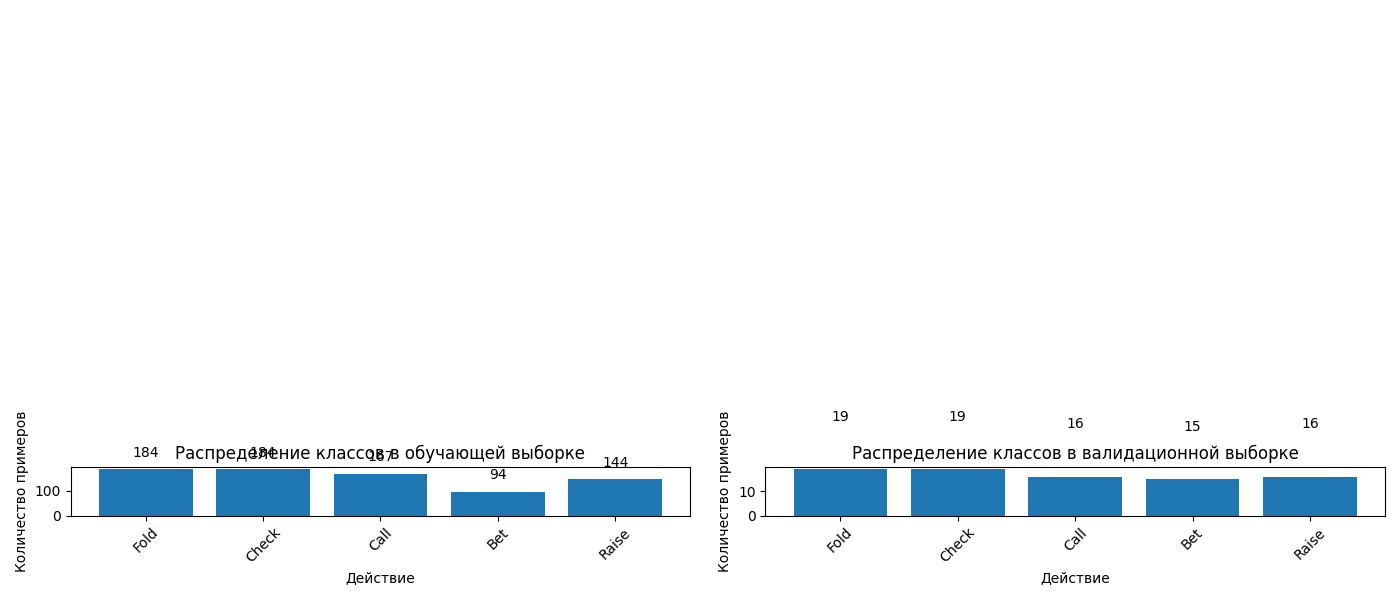 Распределение классов в обучающей выборке
184
184
167
94
144
Количество примеров
100
0
Fold
Check
Call
Bet
Raise
Действие
Распределение классов в валидационной выборке
19
19
16
15
16
Количество примеров
10
0
Fold
Check
Call
Bet
Raise
Действие